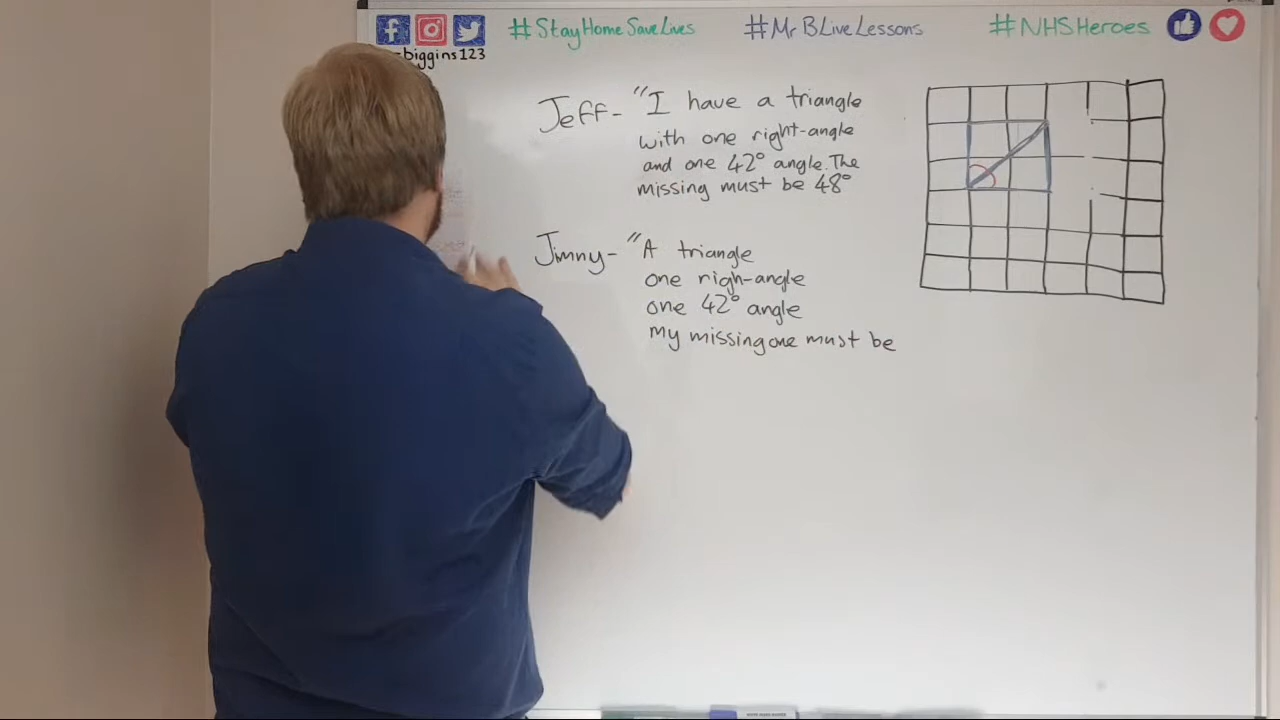 #StayHomeSaveLives
#MrBLiveLessons
#NHSHeroes
biggins123
Jeff- "I have a triangle
with one right-angle
and one 42° angle. The
missing must be 48°
Jimny- "A triangle
one righ-angle
one 42° angle
my missing one must be